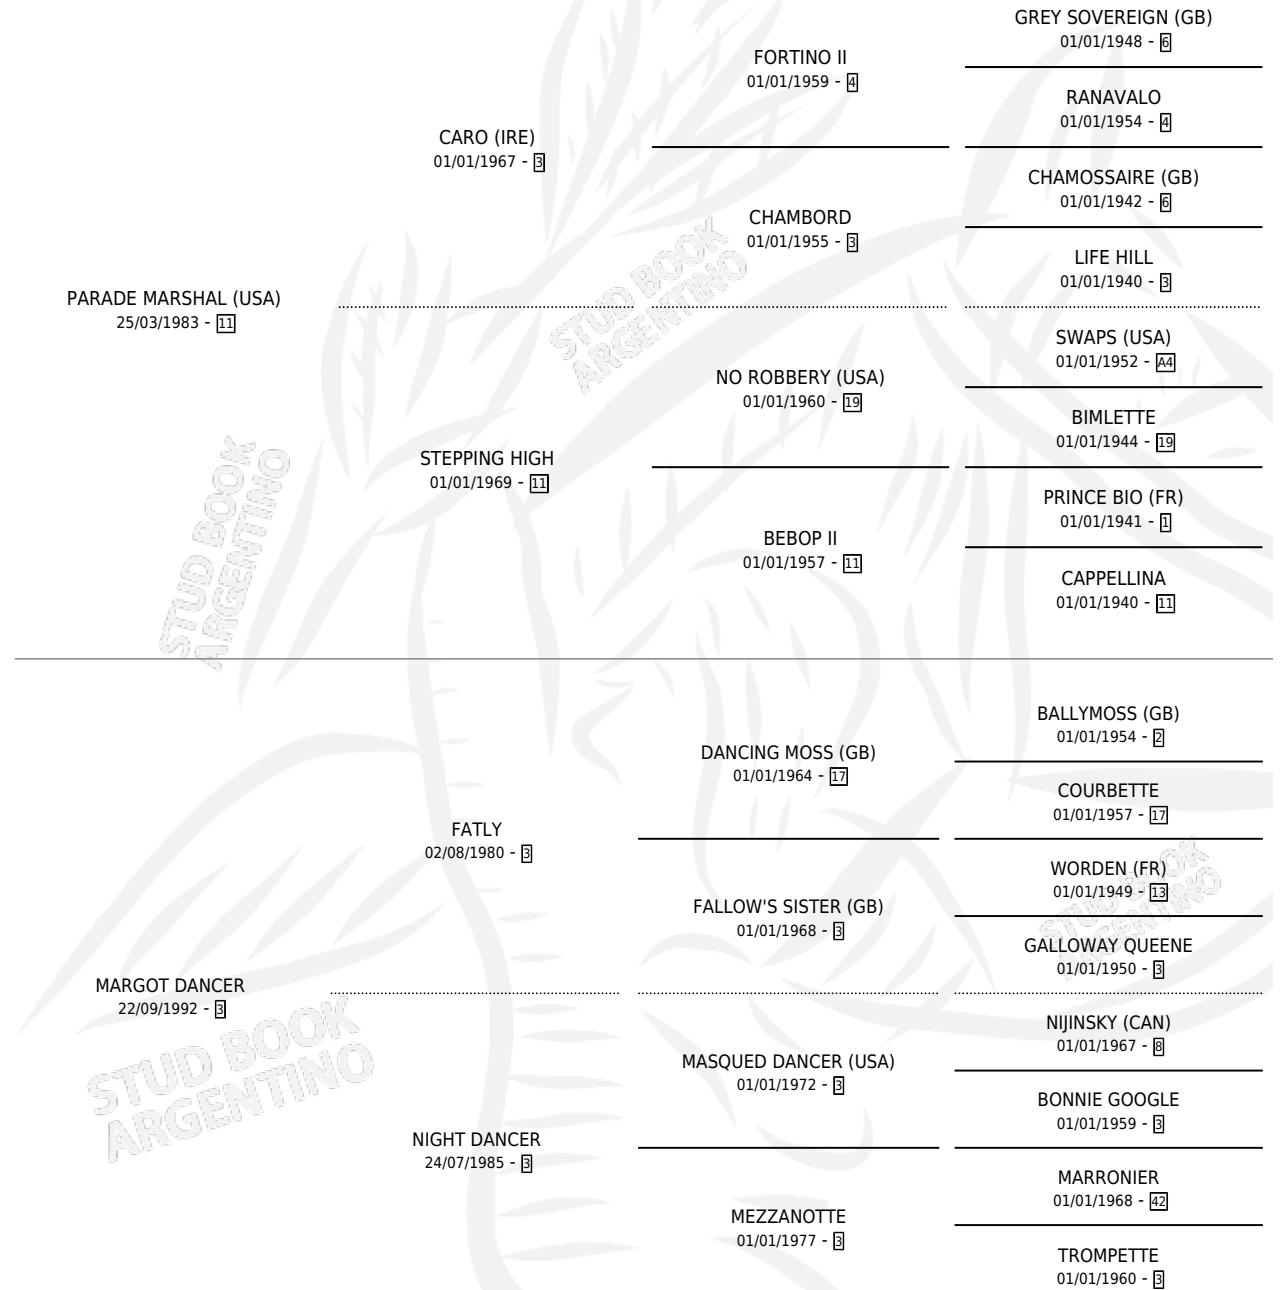 GREY SOVEREIGN (GB)
01/01/1948 - 6
FORTINO II
01/01/1959 - 4
RANAVALO
01/01/1954 - 4
CARO (IRE)
01/01/1967 - 3
CHAMOSSAIRE (GB)
01/01/1942 - 6
CHAMBORD
01/01/1955 - 3
LIFE HILL
01/01/1940 - 3
PARADE MARSHAL (USA)
25/03/1983 - 11
STUD BOOK
ARGENTINO
SWAPS (USA)
01/01/1952 - A4
NO ROBBERY (USA)
01/01/1960 - 19
BIMLETTE
01/01/1944 - 19
STEPPING HIGH
01/01/1969 - 11
PRINCE BIO (FR)
01/01/1941 - 1
BEBOP II
01/01/1957 - 11
CAPPELLINA
01/01/1940 - 11
STUD BOOK
ARGENTINO
BALLYMOSS (GB)
01/01/1954 - 2
DANCING MOSS (GB)
01/01/1964 - 17
COURBETTE
01/01/1957 - 17
FATLY
02/08/1980 - 3
WORDEN (FR)
01/01/1949 - 13
FALLOW'S SISTER (GB)
01/01/1968 - 3
GALLOWAY QUEENE
01/01/1950 - 3
STUD BOOK
ARGENTINO
MARGOT DANCER
22/09/1992 - 3
NIJINSKY (CAN)
01/01/1967 - 8
MASQUED DANCER (USA)
01/01/1972 - 3
BONNIE GOOGLE
01/01/1959 - 3
STUD BOOK
ARGENTINO
NIGHT DANCER
24/07/1985 - 3
MARRONIER
01/01/1968 - 42
MEZZANOTTE
01/01/1977 - 3
TROMPETTE
01/01/1960 - 3